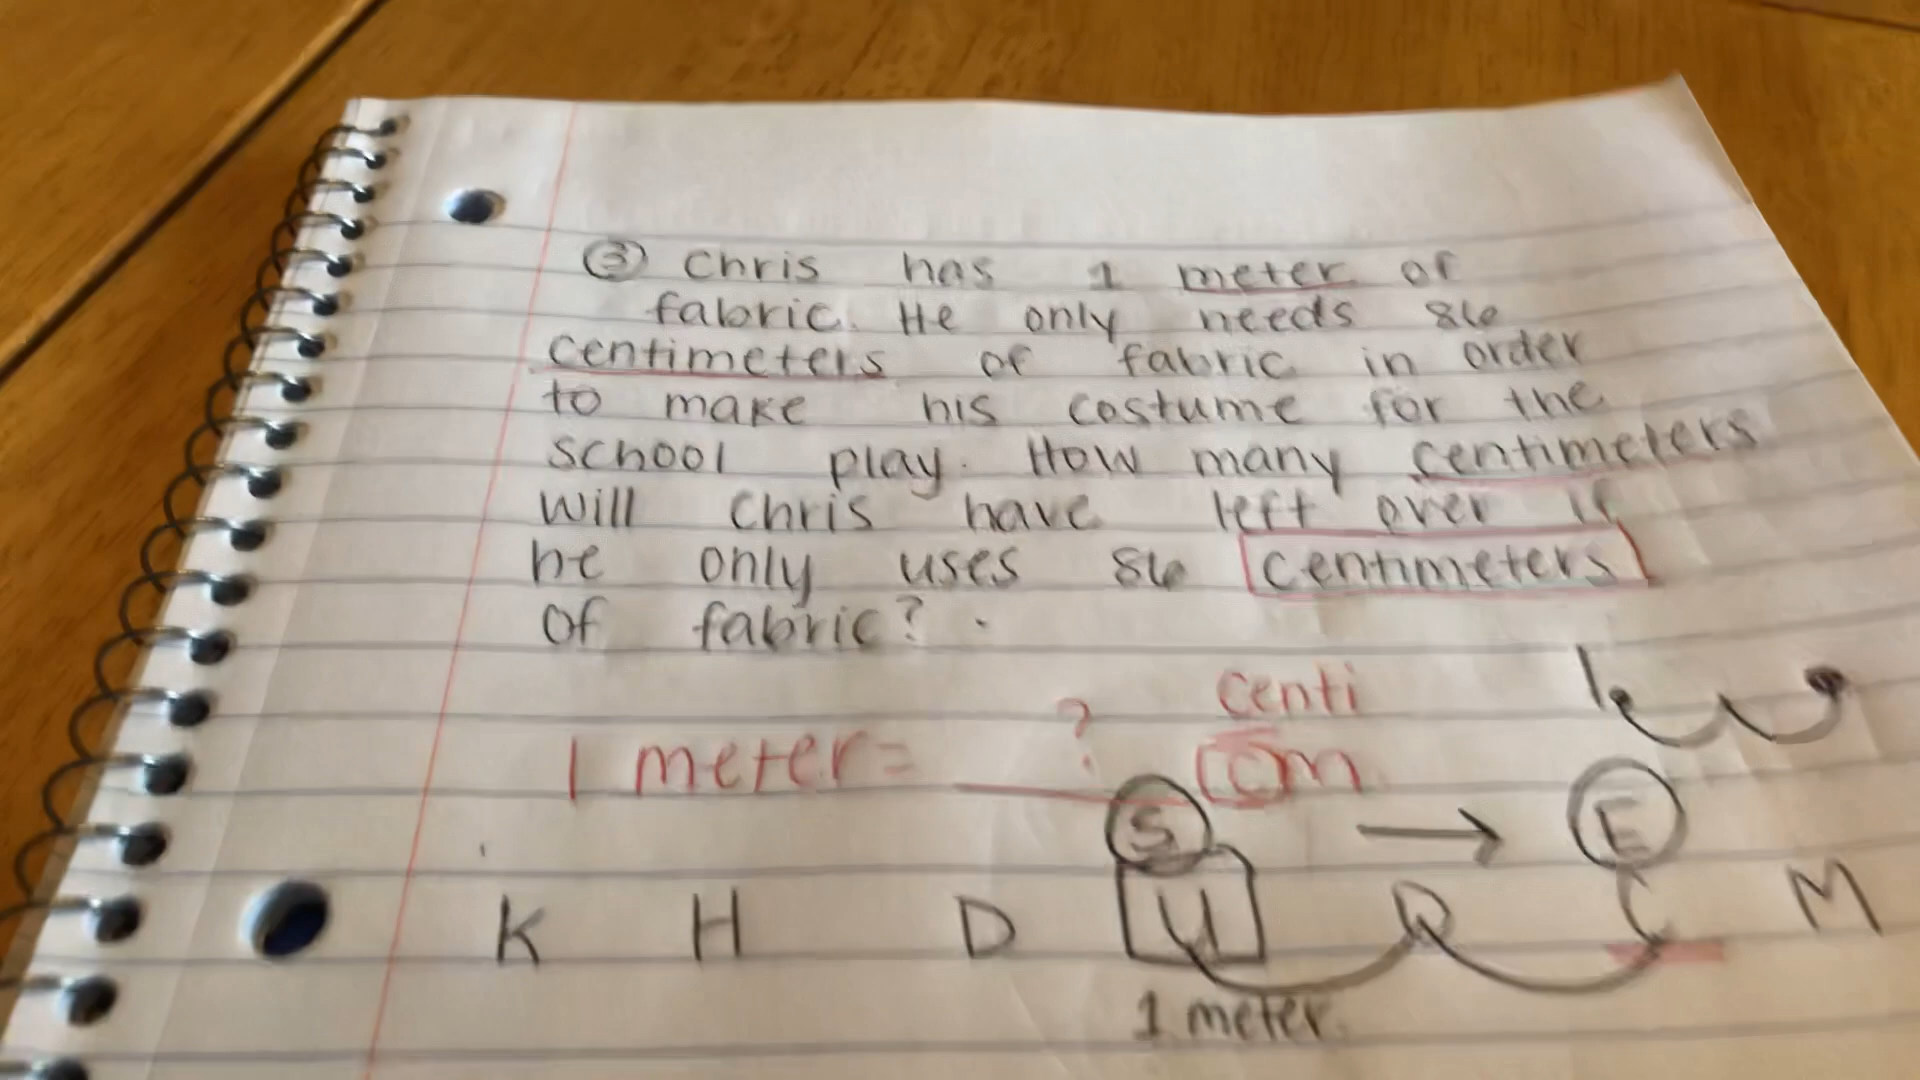 ③ Chris has 1 meter of
fabric. He only needs 86
centimeters of fabric in order
to make his costume for the
school play. How many centimeters
will Chris have left over if
he only uses 86 centimeters
of fabric?
centi
1 meter = ? cm
S → E
K H D U D C M
1 meter